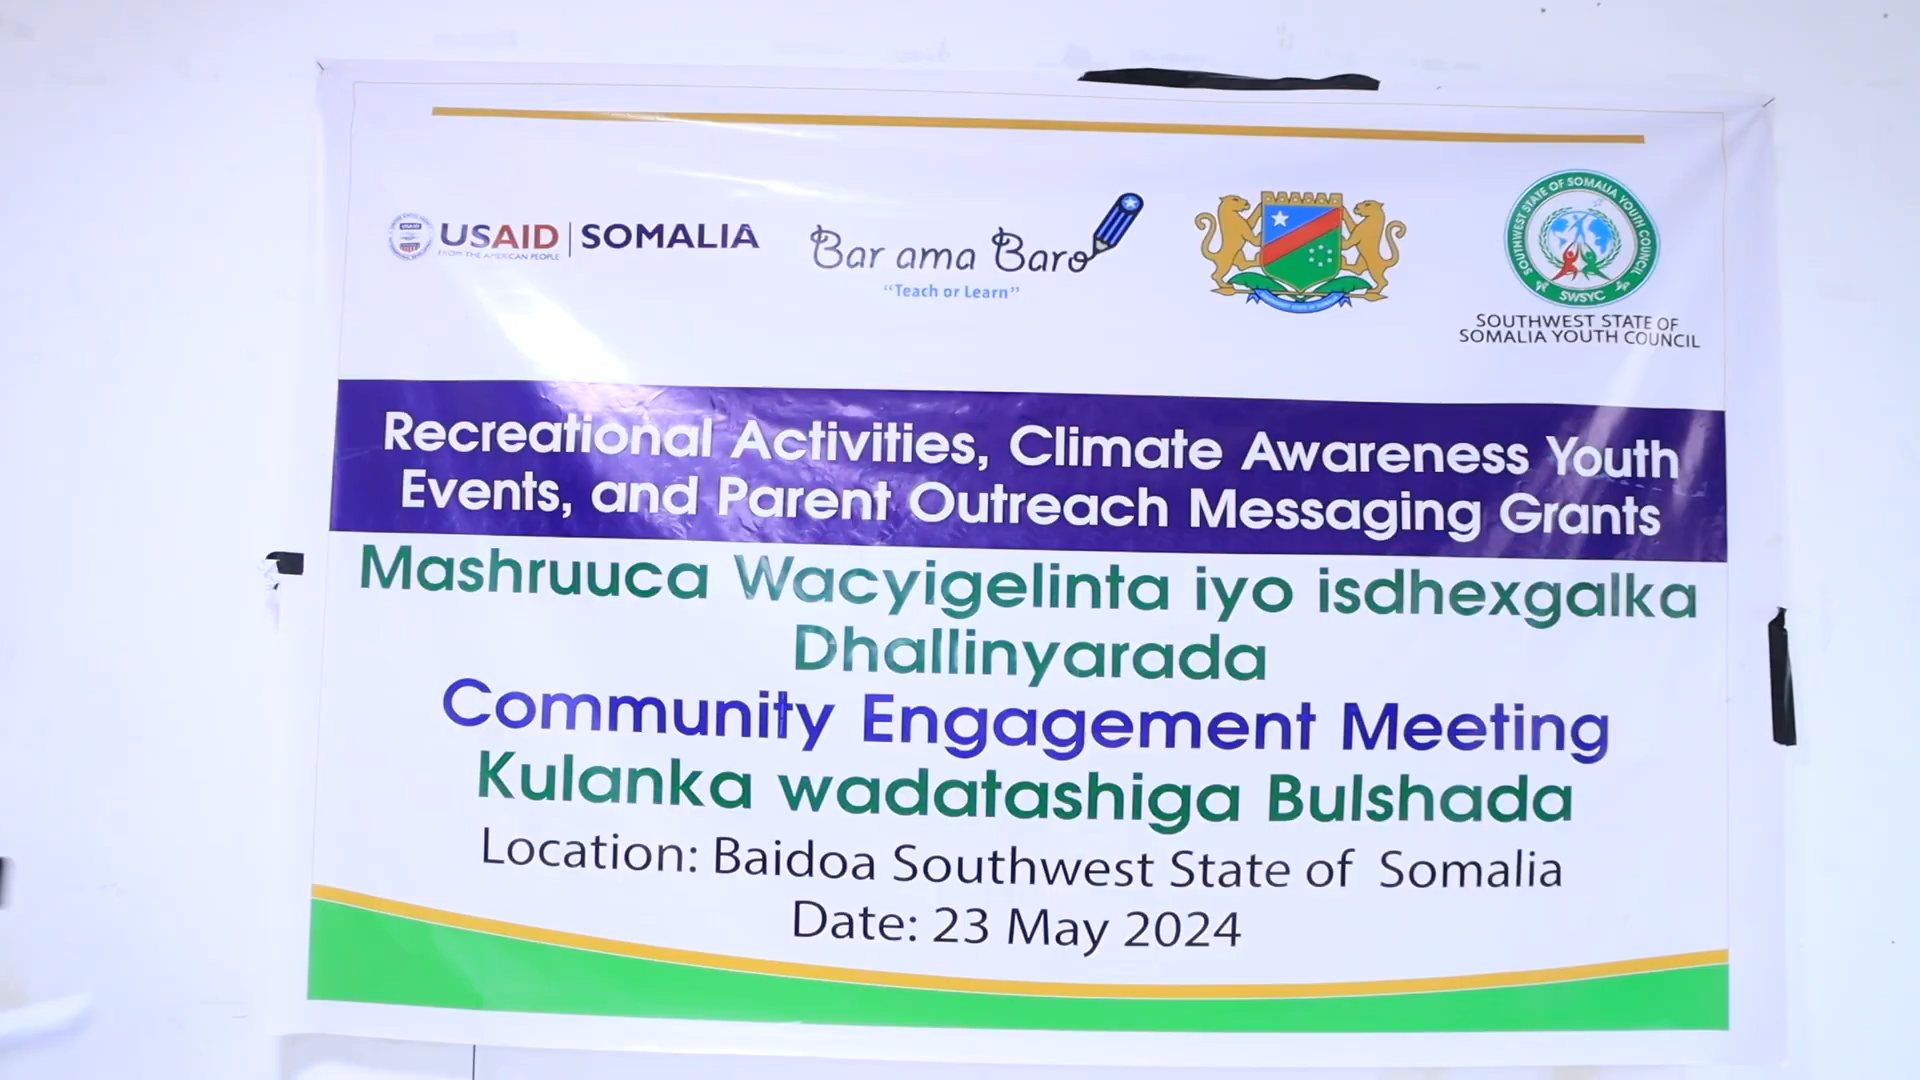 USAID | SOMALIA
FROM THE AMERICAN PEOPLE
Bar ama Baro
“Teach or Learn”
SOUTHWEST STATE OF SOMALIA YOUTH COUNCIL
SWSYC
SOUTHWEST STATE OF
SOMALIA YOUTH COUNCIL
Recreational Activities, Climate Awareness Youth
Events, and Parent Outreach Messaging Grants
Mashruuca Wacyigelinta iyo isdhexgalka
Dhallinyarada
Community Engagement Meeting
Kulanka wadatashiga Bulshada
Location: Baidoa Southwest State of Somalia
Date: 23 May 2024